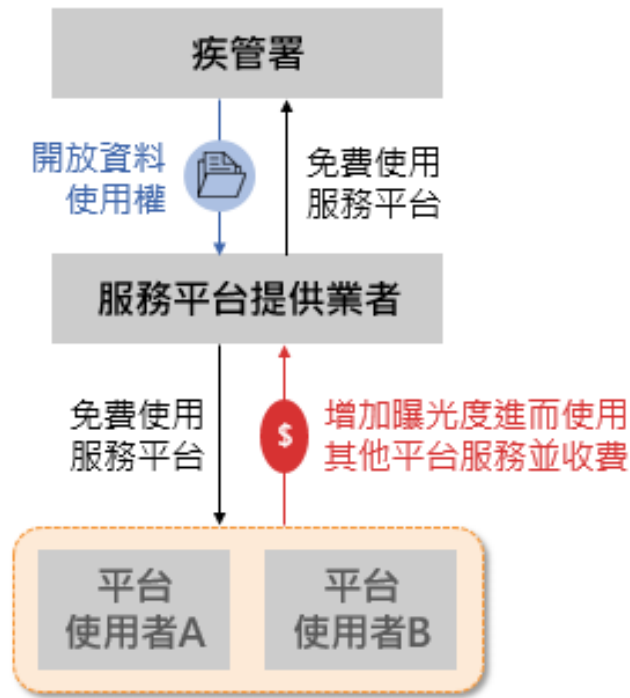 疾管署
開放資料
使用權
免費使用
服務平台
服務平台提供業者
免費使用
服務平台
$
增加曝光度進而使用
其他平台服務並收費
平台
使用者A
平台
使用者B